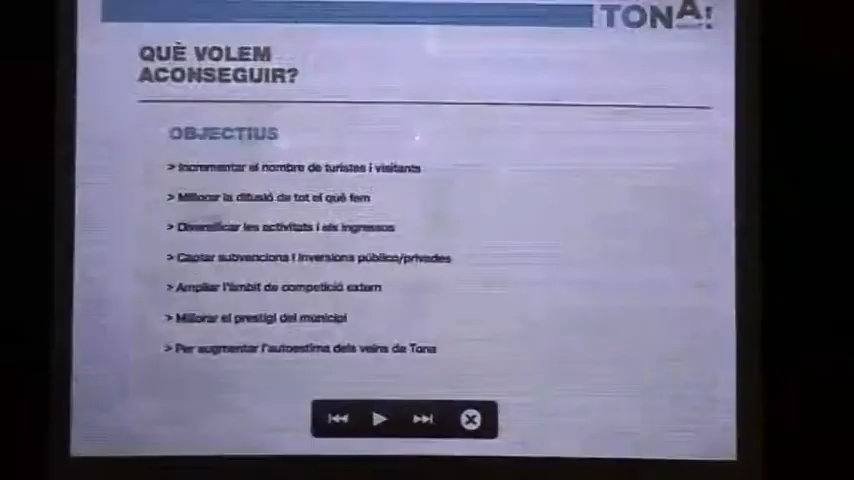 TONA!
QUÈ VOLEM
ACONSEGUIR?
OBJECTIUS
> Incrementar el nombre de turistes i visitants
> Millorar la difusió de tot el què fem
> Diversificar les activitats i els ingressos
> Captar subvencions i inversions público/privades
> Ampliar l'àmbit de competició extern
> Millorar el prestigi del municipi
> Per augmentar l'autoestima dels veïns de Tona